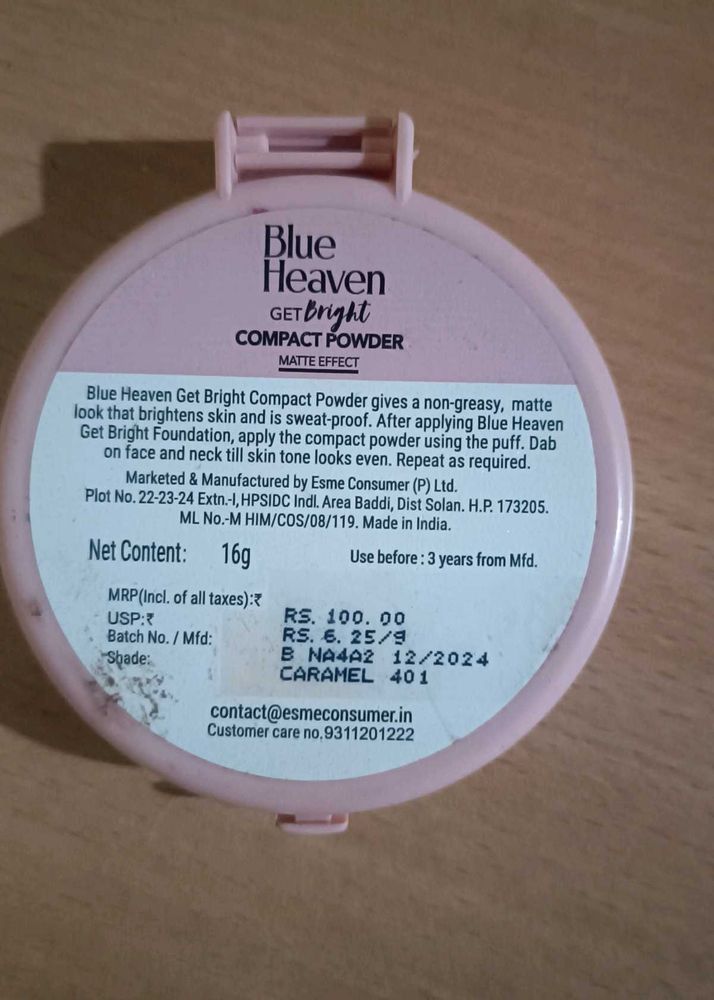 Blue
Heaven
GET Bright
COMPACT POWDER
MATTE EFFECT
Blue Heaven Get Bright Compact Powder gives a non-greasy, matte
look that brightens skin and is sweat-proof. After applying Blue Heaven
Get Bright Foundation, apply the compact powder using the puff. Dab
on face and neck till skin tone looks even. Repeat as required.
Marketed & Manufactured by Esme Consumer (P) Ltd.
Plot No. 22-23-24 Extn.-I, HPSIDC Indl. Area Baddi, Dist Solan. H.P. 173205.
ML No.-M HIM/COS/08/119. Made in India.
Net Content: 16g Use before : 3 years from Mfd.
MRP(Incl. of all taxes):₹ RS. 100. 00
USP:₹ RS. 6. 25/g
Batch No. / Mfd: B NA4A2 12/2024
Shade: CARAMEL 401
contact@esmeconsumer.in
Customer care no.9311201222